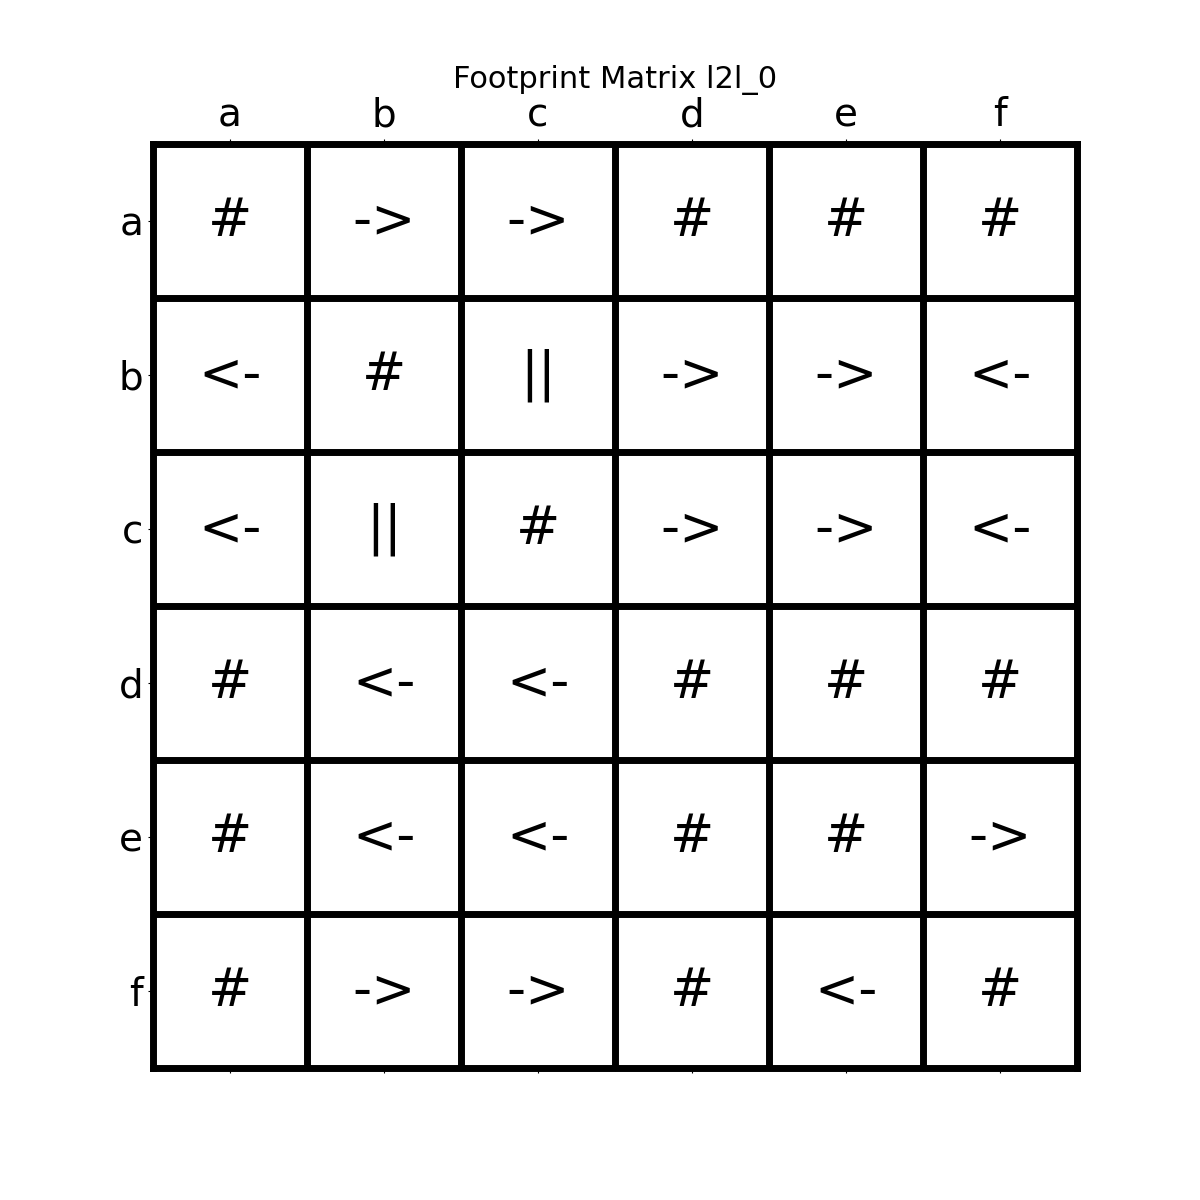 Footprint Matrix l2l_0
a b c d e f
a # -> -> # # #
b <- # || -> -> <-
c <- || # -> -> <-
d # <- <- # # #
e # <- <- # # ->
f # -> -> # <- #